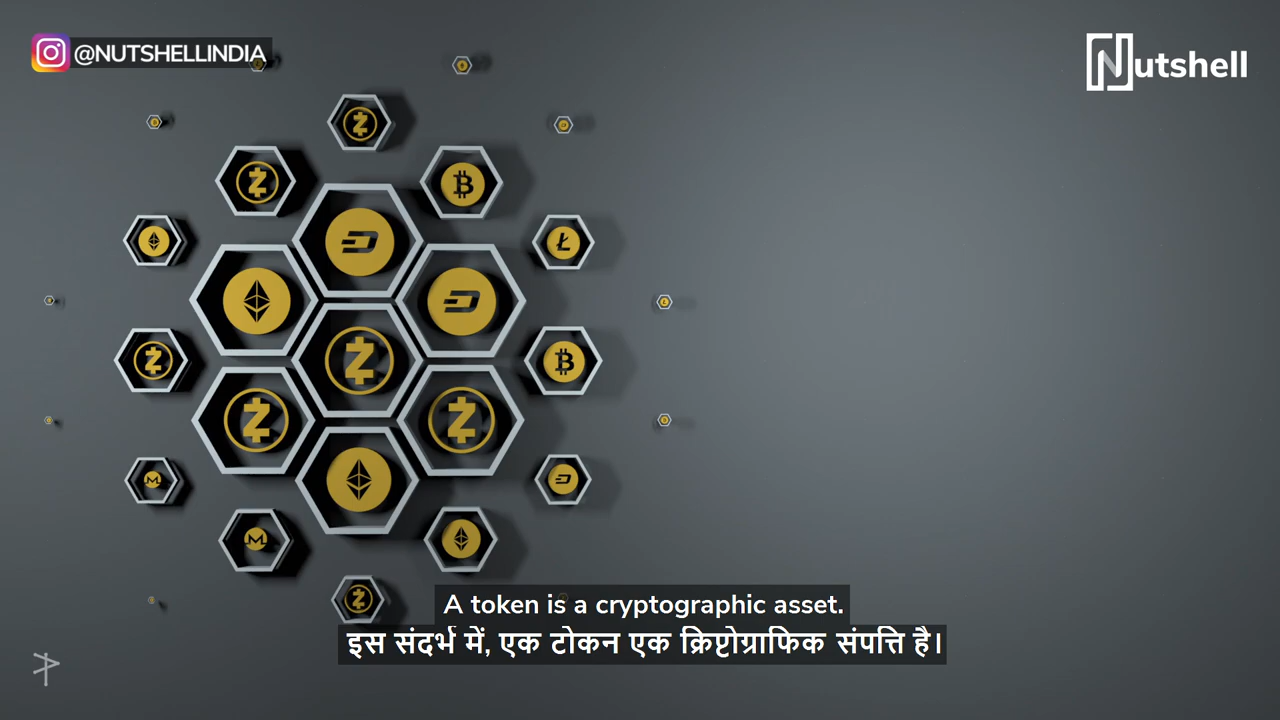 @NUTSHELLINDIA
Nutshell
A token is a cryptographic asset.
इस संदर्भ में, एक टोकन एक क्रिप्टोग्राफिक संपत्ति है।